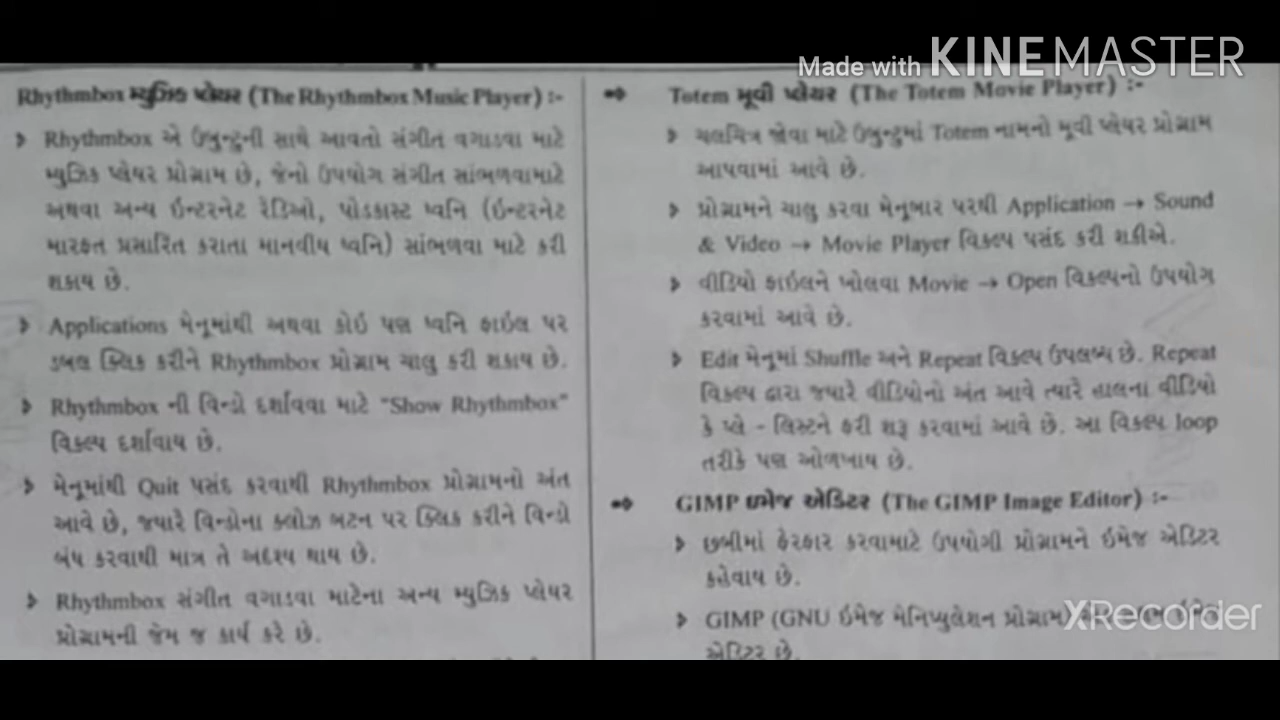 Made with KINEMASTER
Rhythmbox મ્યુઝિક પ્લેયર (The Rhythmbox Music Player) :-
Rhythmbox એ ઉબુન્ટુની સાથે આવતો સંગીત વગાડવા માટે
મ્યુઝિક પ્લેયર પ્રોગ્રામ છે, જેનો ઉપયોગ સંગીત સાંભળવામાટે
અથવા અન્ય ઇન્ટરનેટ રેડિઓ, પોડકાસ્ટ ધ્વનિ (ઇન્ટરનેટ
મારફત પ્રસારિત કરાતા માનવીય ધ્વનિ) સાંભળવા માટે કરી
શકાય છે.
Applications મેનૂમાંથી અથવા કોઇ પણ ધ્વનિ ફાઇલ પર
ડબલ ક્લિક કરીને Rhythmbox પ્રોગ્રામ ચાલુ કરી શકાય છે.
Rhythmbox ની વિન્ડો દર્શાવવા માટે “Show Rhythmbox”
વિકલ્પ દર્શાવાય છે.
મેનૂમાંથી Quit પસંદ કરવાથી Rhythmbox પ્રોગ્રામનો અંત
આવે છે, જ્યારે વિન્ડોના ક્લોઝ બટન પર ક્લિક કરીને વિન્ડો
બંધ કરવાથી માત્ર તે અદશ્ય થાય છે.
Rhythmbox સંગીત વગાડવા માટેના અન્ય મ્યુઝિક પ્લેયર
પ્રોગ્રામની જેમ જ કાર્ય કરે છે.
Totem મૂવી પ્લેયર (The Totem Movie Player) :-
ચલચિત્ર જોવા માટે ઉબુન્ટુમાં Totem નામનો મૂવી પ્લેયર પ્રોગ્રામ
આપવામાં આવે છે.
પ્રોગ્રામને ચાલુ કરવા મેનૂબાર પરથી Application → Sound
& Video → Movie Player વિકલ્પ પસંદ કરી શકીએ.
વીડિયો ફાઇલને ખોલવા Movie → Open વિકલ્પનો ઉપયોગ
કરવામાં આવે છે.
Edit મેનૂમાં Shuffle અને Repeat વિકલ્પ ઉપલબ્ધ છે. Repeat
વિકલ્પ દ્વારા જ્યારે વીડિયોનો અંત આવે ત્યારે હાલના વીડિયો
કે પ્લે - લિસ્ટને ફરી શરૂ કરવામાં આવે છે. આ વિકલ્પ loop
તરીકે પણ ઓળખાય છે.
GIMP ઇમેજ એડિટર (The GIMP Image Editor) :-
છબીમાં ફેરફાર કરવામાટે ઉપયોગી પ્રોગ્રામને ઇમેજ એડિટર
કહેવાય છે.
GIMP (GNU ઇમેજ મેનિપ્યુલેશન પ્રોગ્રામ)
એડિટર છે.
XRecorder